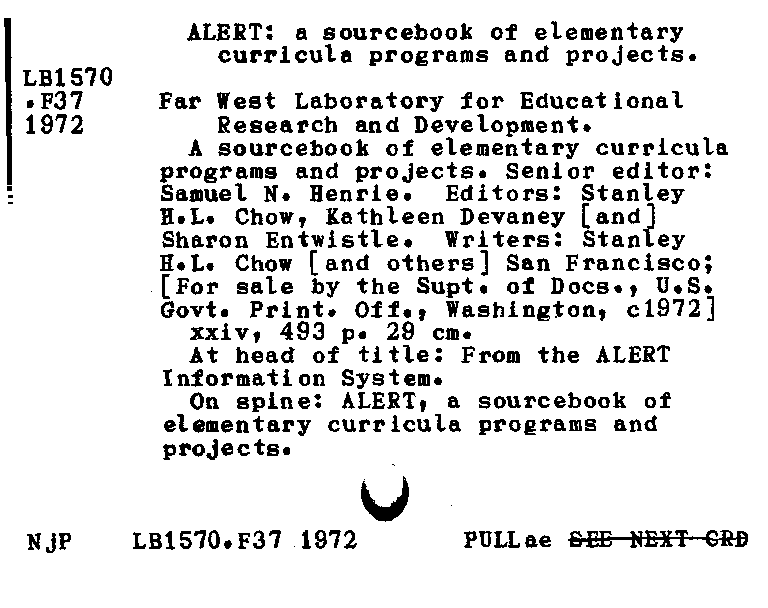 ALERT: a sourcebook of elementary
curricula programs and projects.
LB1570
.F37
1972
Far West Laboratory for Educational
Research and Development.
A sourcebook of elementary curricula
programs and projects. Senior editor:
Samuel N. Henrie. Editors: Stanley
H.L. Chow, Kathleen Devaney [and]
Sharon Entwistle. Writers: Stanley
H.L. Chow [and others] San Francisco;
[For sale by the Supt. of Docs., U.S.
Govt. Print. Off., Washington, c1972]
xxiv, 493 p. 29 cm.
At head of title: From the ALERT
Information System.
On spine: ALERT, a sourcebook of
elementary curricula programs and
projects.
NjP LB1570.F37 1972 PULLae SEE NEXT CRD